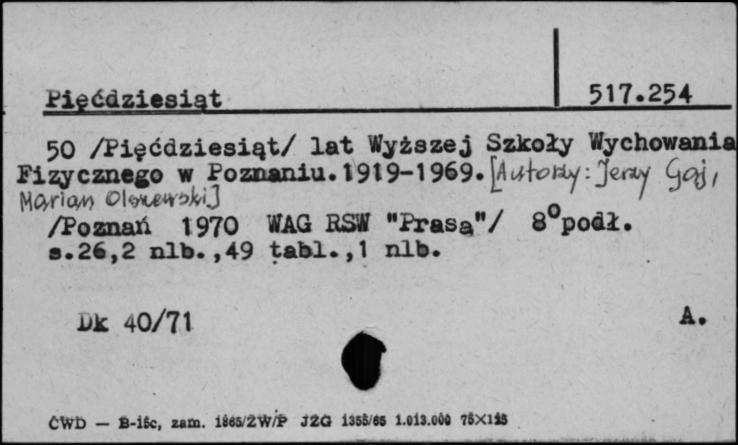 Pięćdziesiąt 517.254
50 /Pięćdziesiąt/ lat Wyższej Szkoły Wychowania
Fizycznego w Poznaniu.1919-1969.[Autorzy: Jerzy Gaj,
Marian Olszewski]
/Poznań 1970 WAG RSW "Prasa"/ 8° podł.
s.26,2 nlb.,49 tabl.,1 nlb.
Dk 40/71 A.
ĆWD — B-15c, zam. 1865/ZW/P JZG 1355/65 1.013.000 75×125